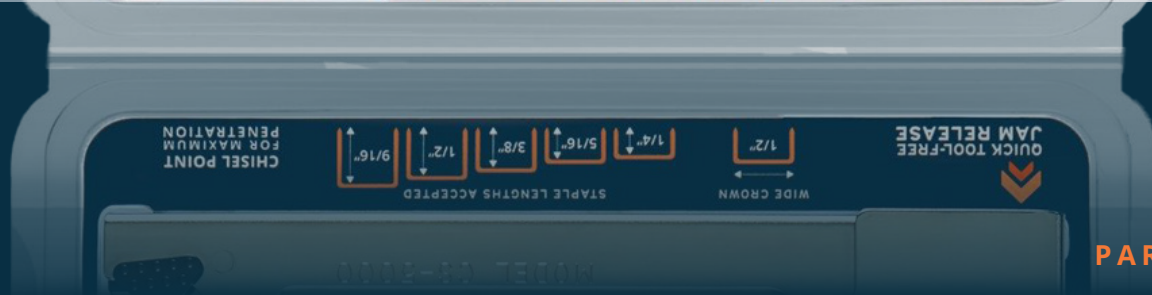 QUICK TOOL-FREE
JAM RELEASE
WIDE CROWN
1/2"
STAPLE LENGTHS ACCEPTED
1/4" 5/16" 3/8" 1/2" 9/16"
CHISEL POINT
FOR MAXIMUM
PENETRATION
MODEL
PAR